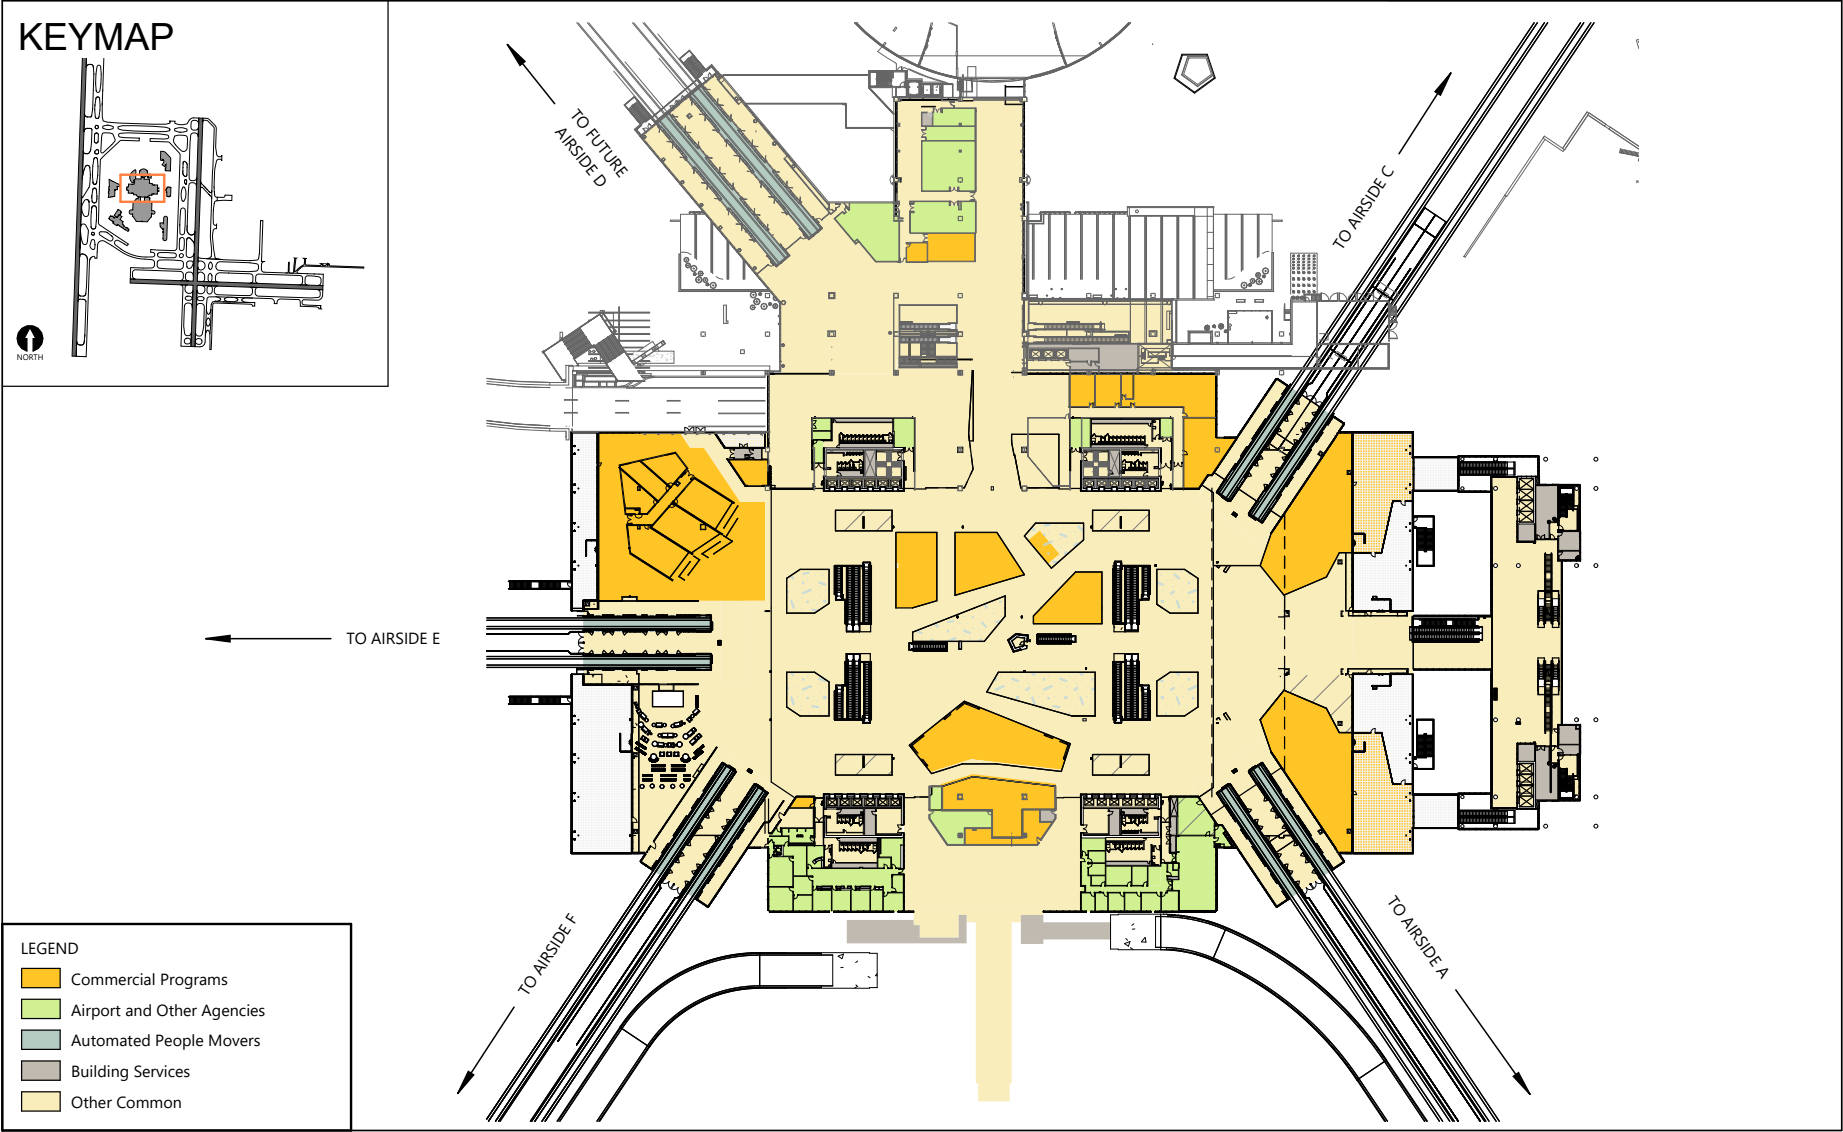 KEYMAP
NORTH
TO FUTURE
AIRSIDE D
TO AIRSIDE C
TO AIRSIDE E
TO AIRSIDE F
TO AIRSIDE A
LEGEND
Commercial Programs
Airport and Other Agencies
Automated People Movers
Building Services
Other Common